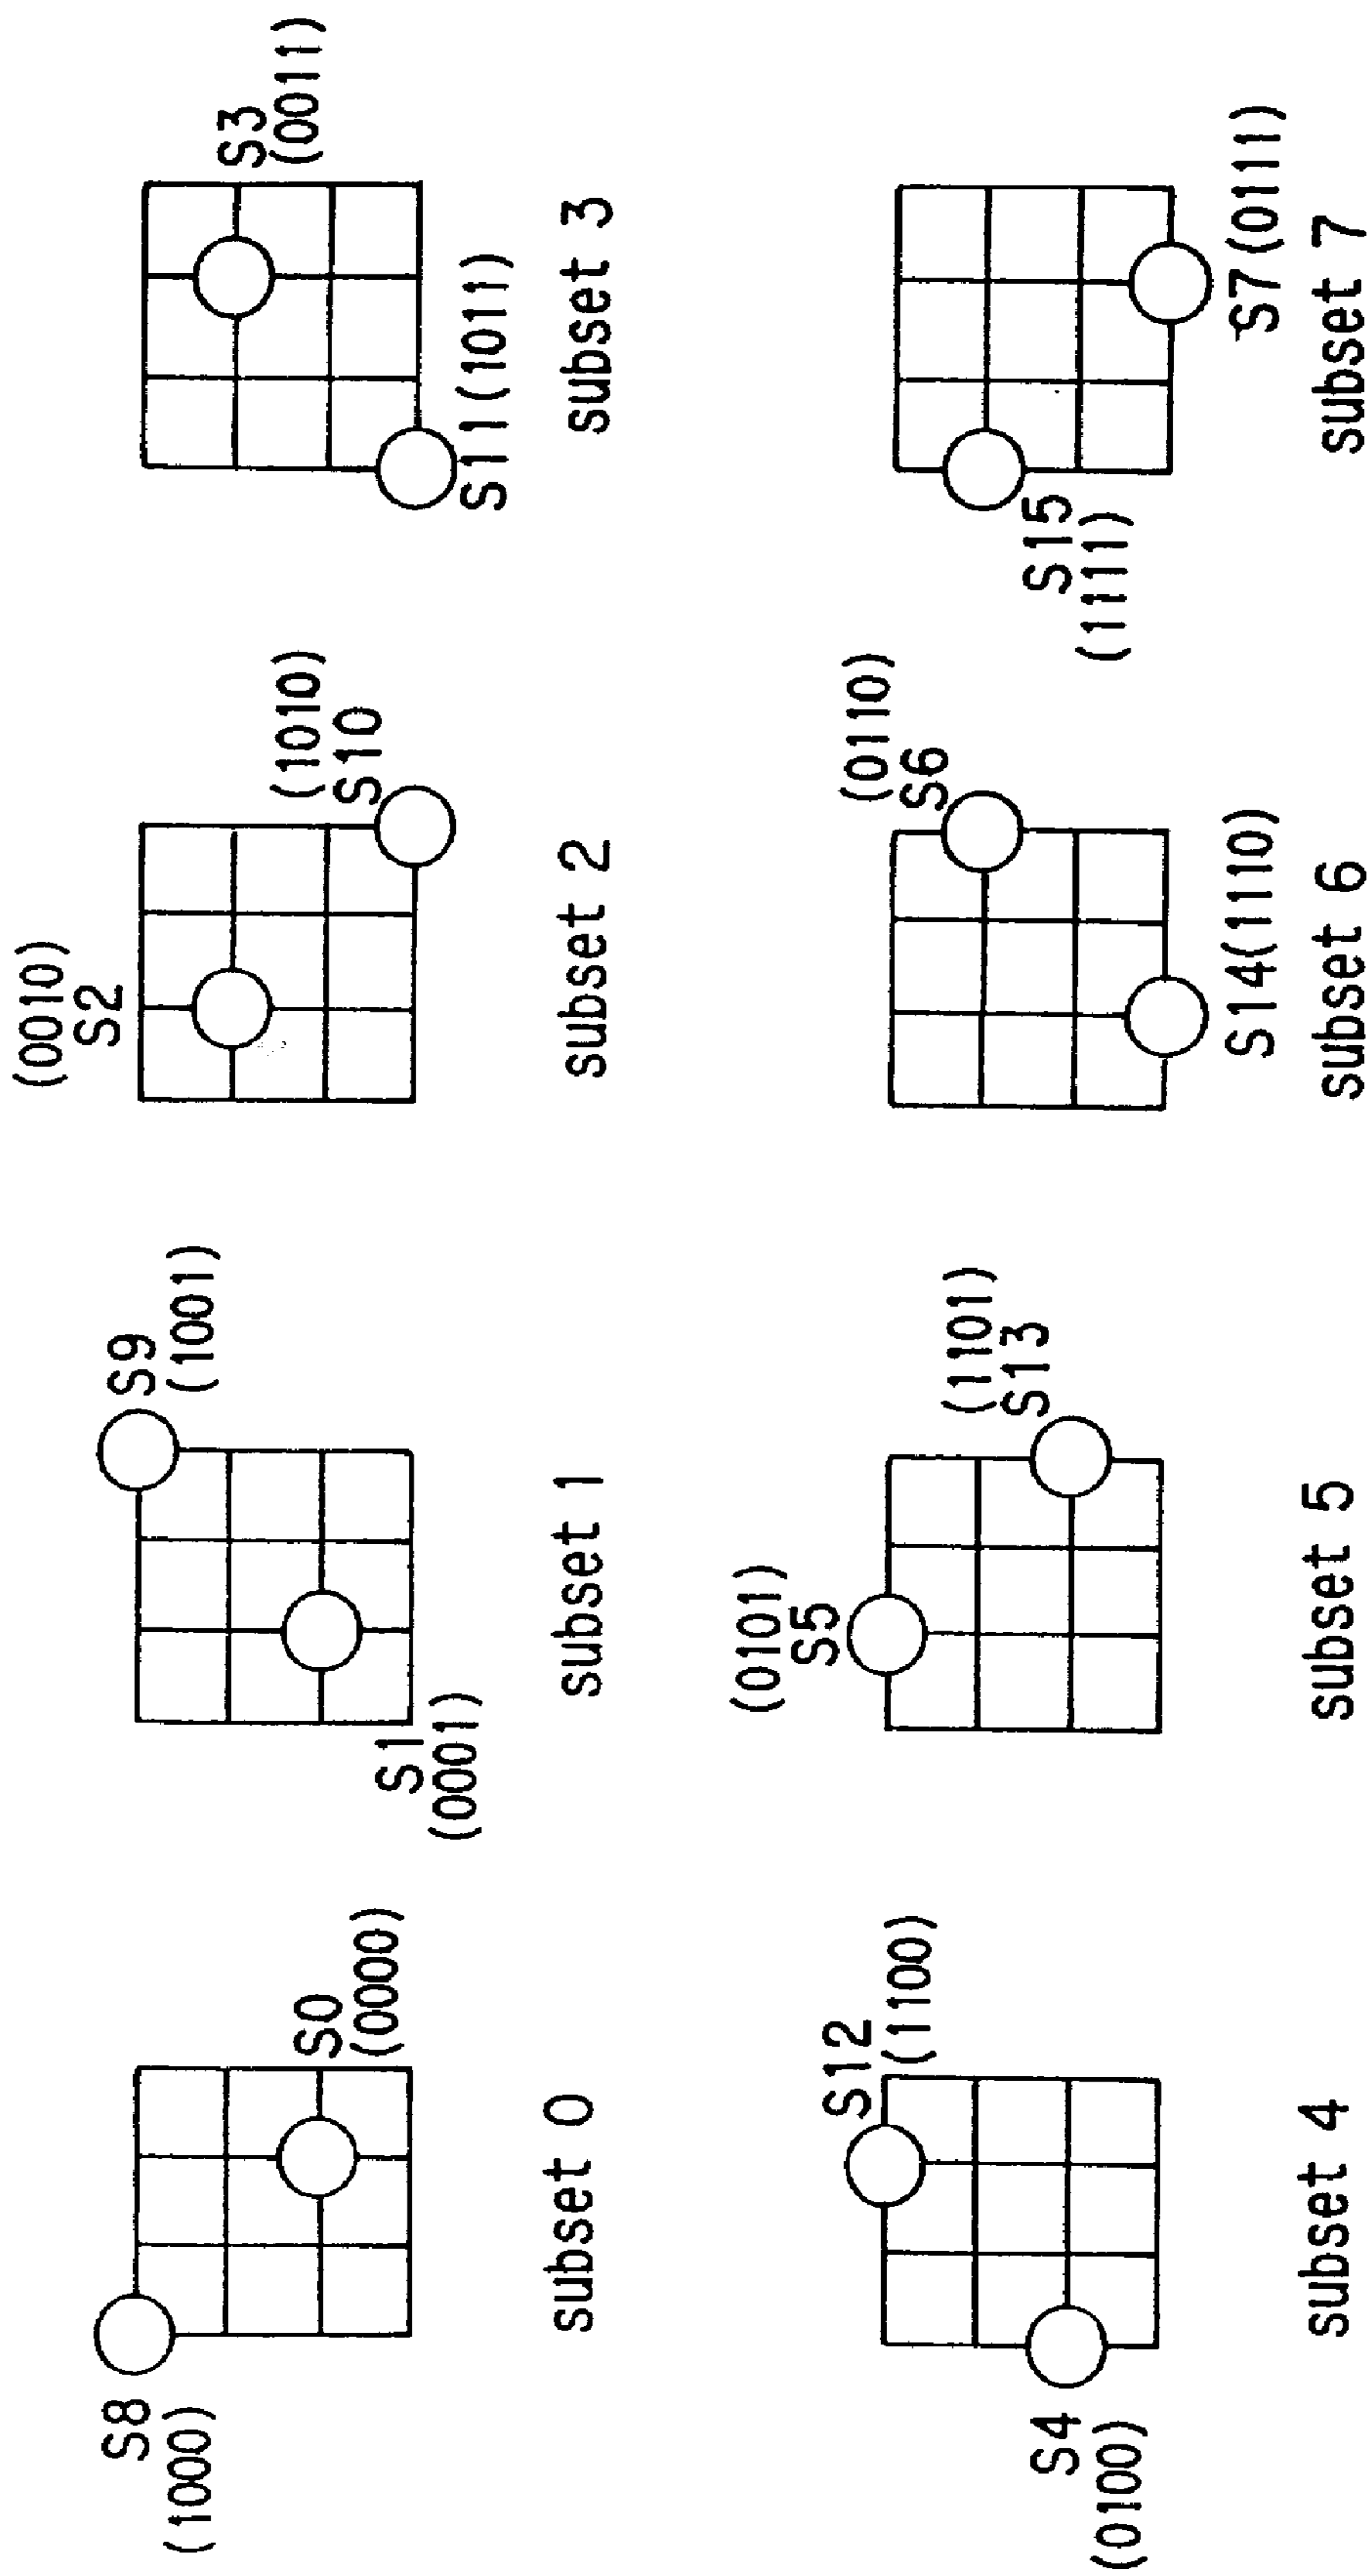 S8
(1000)
S0
(0000)
subset 0
S9
(1001)
S1
(0001)
subset 1
(0010)
S2
(1010)
S10
subset 2
S3
(0011)
S11(1011)
subset 3
S12
(1100)
S4
(0100)
subset 4
(0101)
S5
(1101)
S13
subset 5
(0110)
S6
S14(1110)
subset 6
S15
(1111)
S7(0111)
subset 7